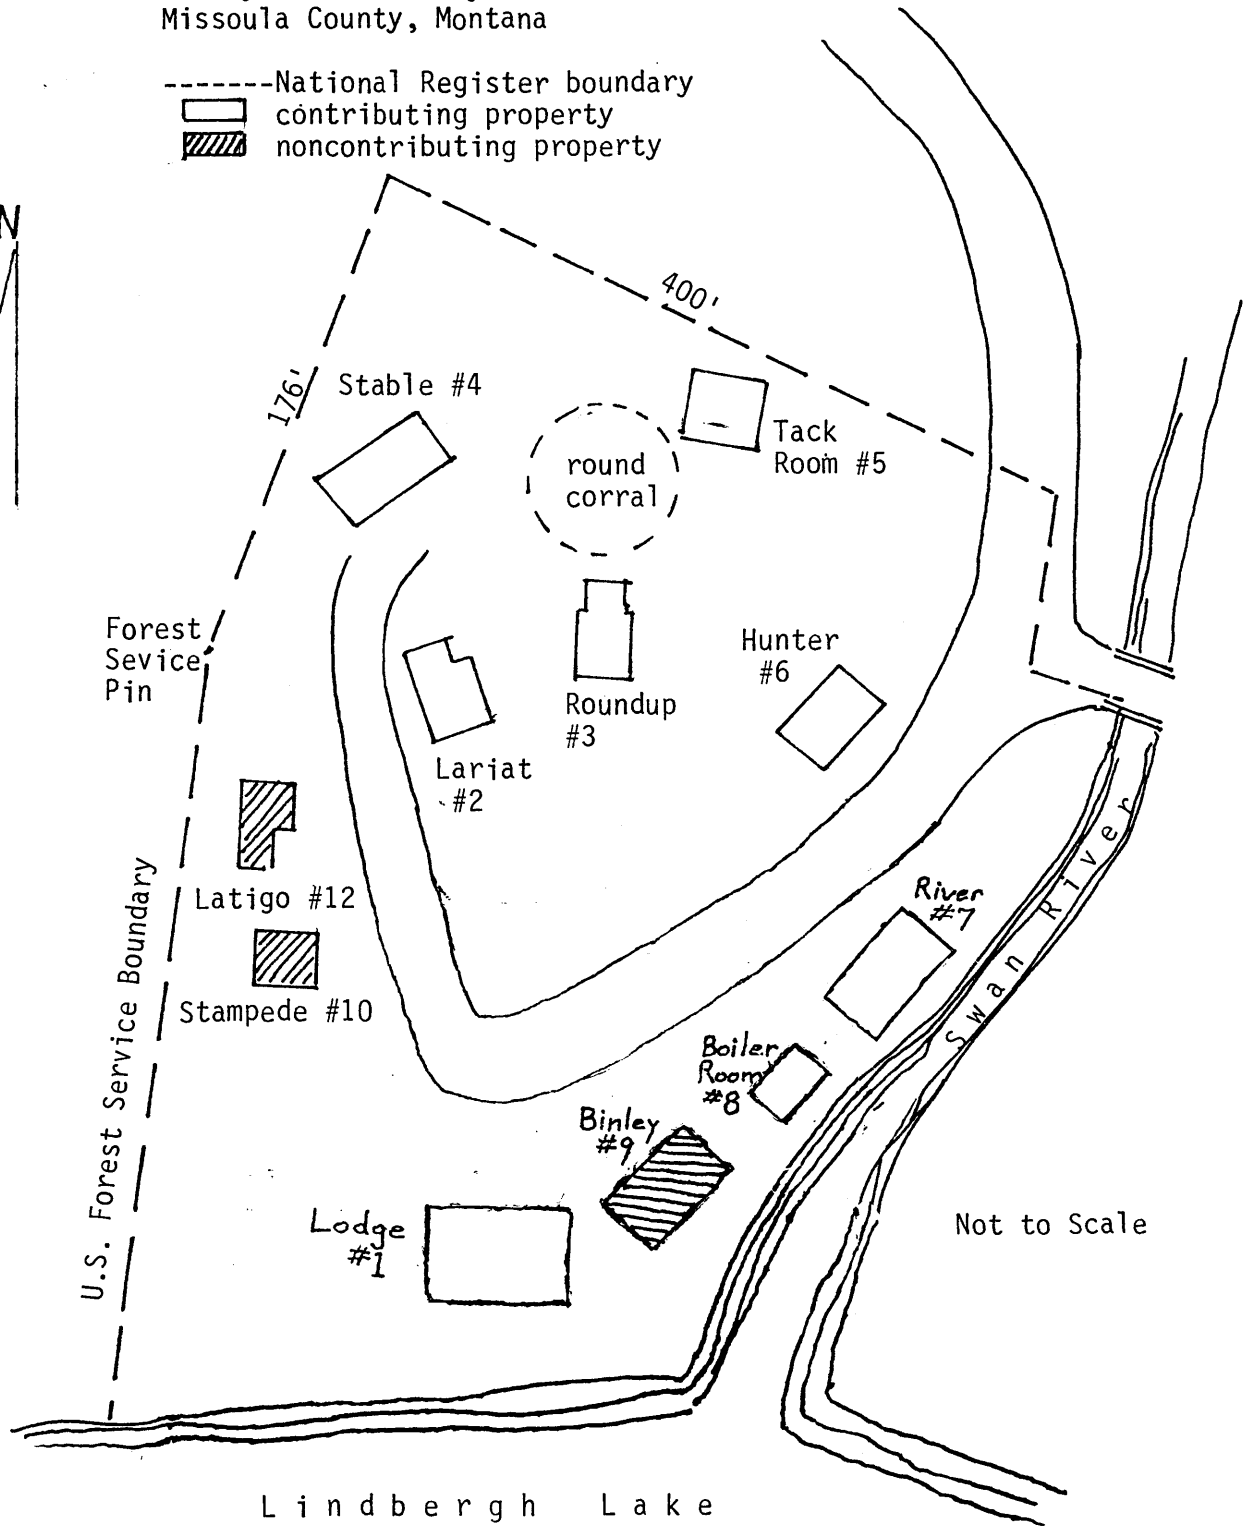 Missoula County, Montana
-------National Register boundary
contributing property
noncontributing property
N
400'
176'
Stable #4
round
corral
Tack
Room #5
Forest
Sevice
Pin
Hunter
#6
Roundup
#3
Lariat
#2
Latigo #12
Stampede #10
U.S. Forest Service Boundary
River
#7
Swan River
Boiler
Room
#8
Binley
#9
Lodge
#1
Not to Scale
Lindbergh Lake